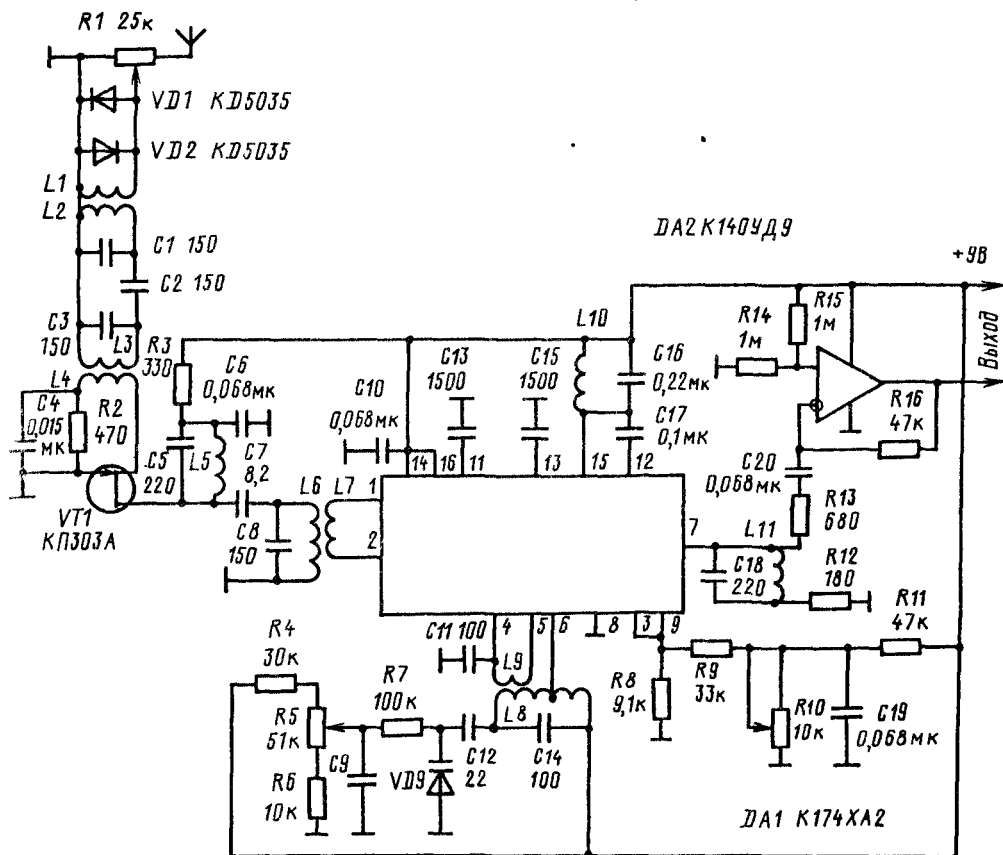 R1 25к
VD1 КД5035
VD2 КД5035
L1
L2
C1 150
C2 150
C3
150
L3
R3
330
L4
C4
0,015
мк
R2
470
C5
220
L5
VT1
КП303А
C6
0,068мк
C7
8,2
C8
150
L6
L7
C10
0,068мк
C13
1500
C15
1500
L10
C16
0,22мк
C17
0,1мк
14
16
11
13
15
12
1
2
7
4
5
6
8
3
9
DA2 К140УД9
+9В
R14
1м
R15
1м
Выход
R16
47к
C20
0,068мк
R13
680
L11
C18
220
R12
180
R11
47к
C11 100
L9
L8
R4
30к
R5
51к
R6
10к
R7
100к
C9
VD9
C12
22
C14
100
R8
9,1к
R9
33к
R10
10к
C19
0,068мк
DA1 К174ХА2